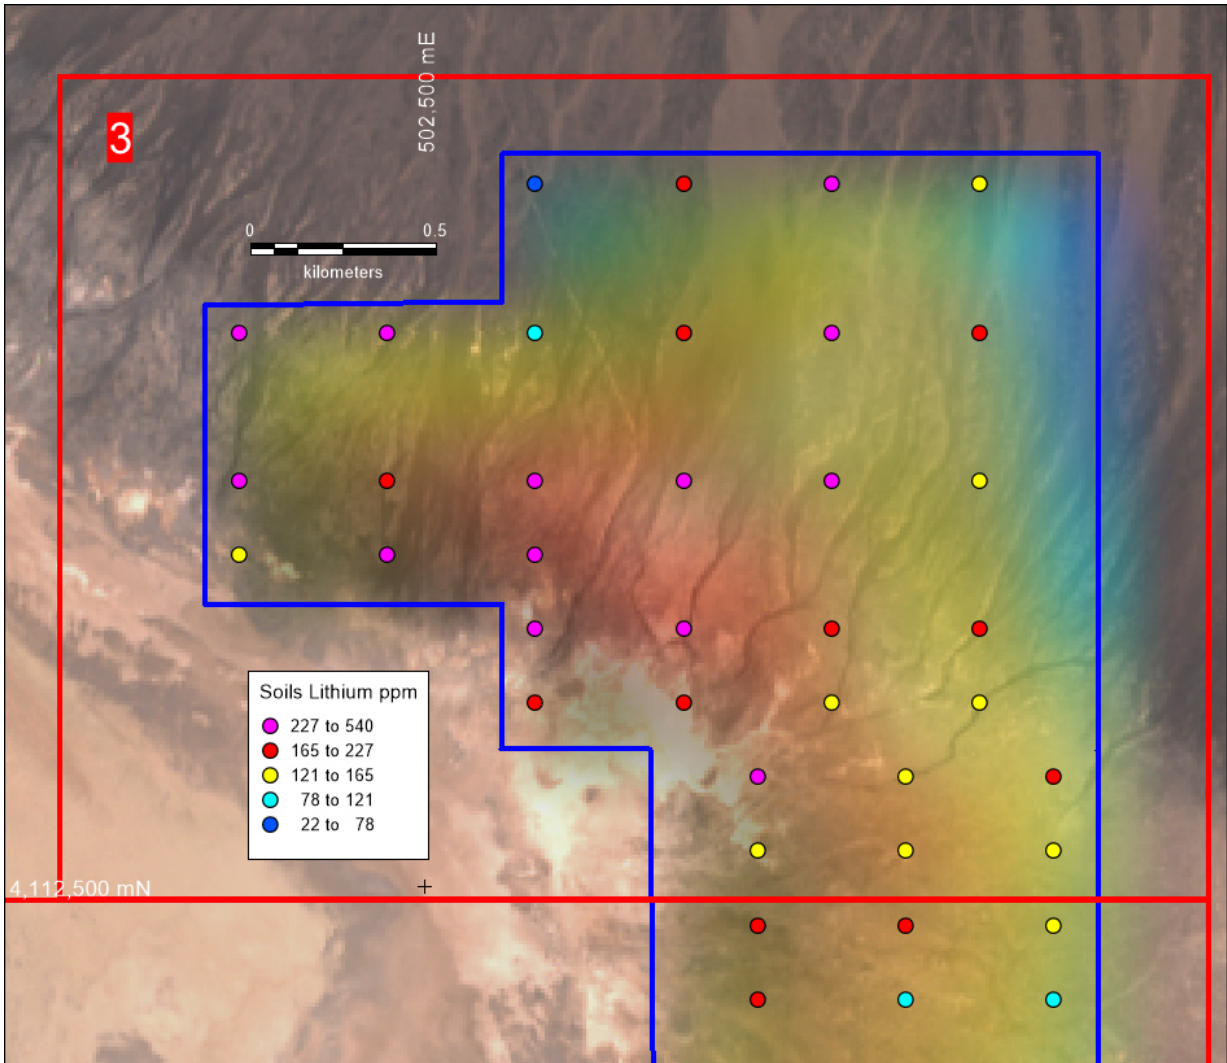 502,500 mE
3
0 0.5
kilometers
Soils Lithium ppm
227 to 540
165 to 227
121 to 165
78 to 121
22 to 78
4,112,500 mN